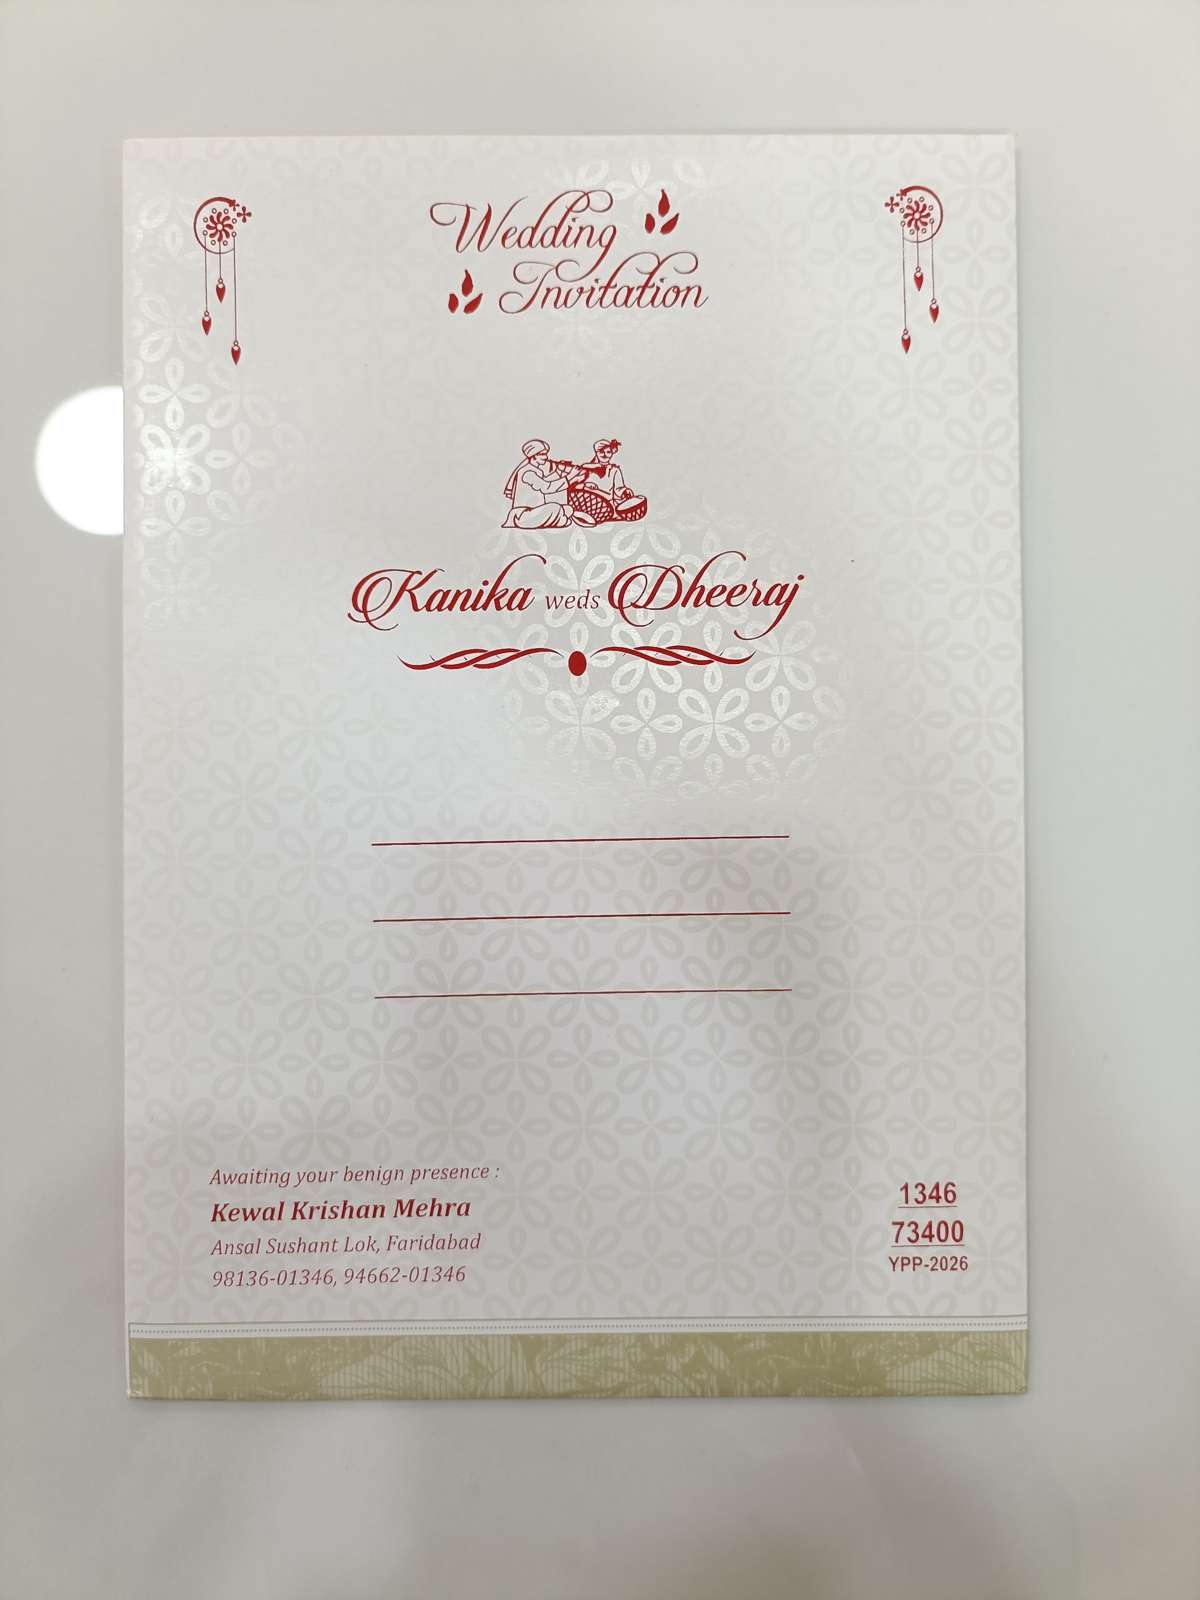 Wedding
Invitation
Kanika weds Dheeraj
Awaiting your benign presence :
Kewal Krishan Mehra
Ansal Sushant Lok, Faridabad
98136-01346, 94662-01346
1346
73400
YPP-2026